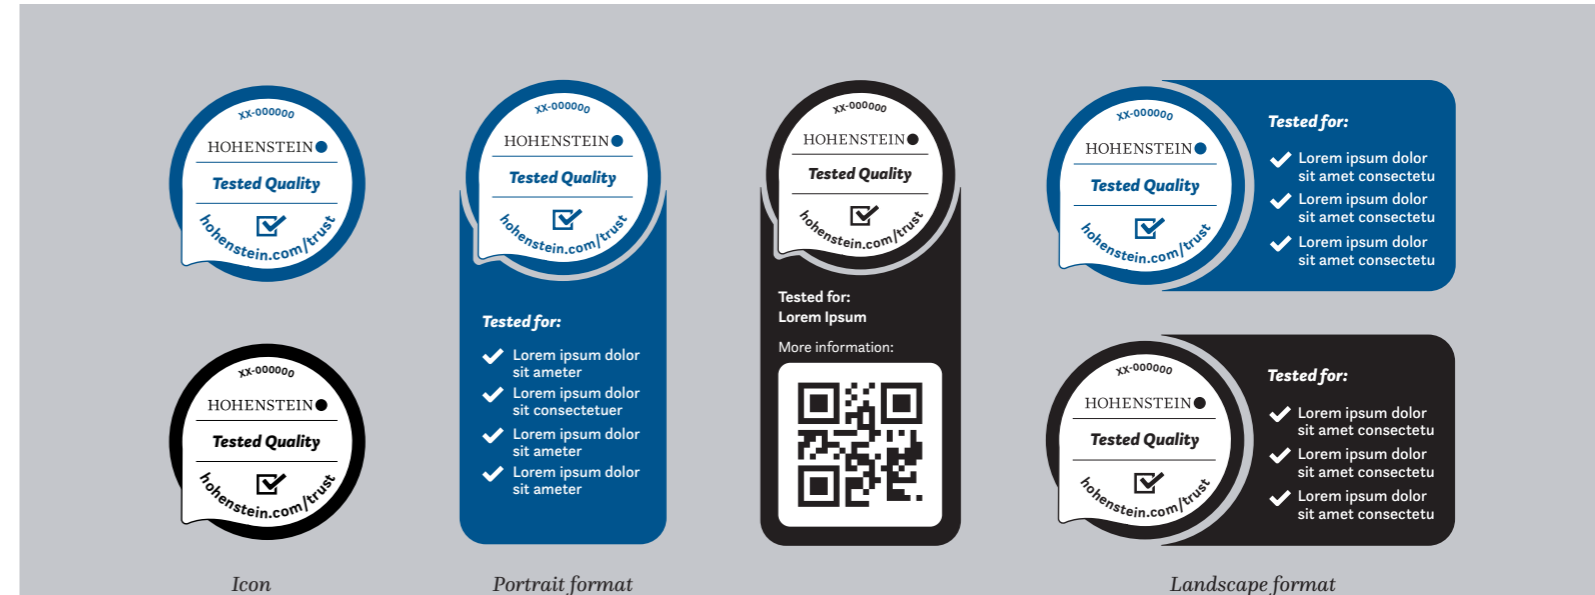 XX-000000
HOHENSTEIN
Tested Quality
hohenstein.com/trust
XX-000000
HOHENSTEIN
Tested Quality
hohenstein.com/trust
Icon
XX-000000
HOHENSTEIN
Tested Quality
hohenstein.com/trust
Tested for:
Lorem ipsum dolor
sit ameter
Lorem ipsum dolor
sit consectetuer
Lorem ipsum dolor
sit ameter
Lorem ipsum dolor
sit ameter
Portrait format
XX-000000
HOHENSTEIN
Tested Quality
hohenstein.com/trust
Tested for:
Lorem Ipsum
More information:
XX-000000
HOHENSTEIN
Tested Quality
hohenstein.com/trust
Tested for:
Lorem ipsum dolor
sit amet consectetu
Lorem ipsum dolor
sit amet consectetu
Lorem ipsum dolor
sit amet consectetu
XX-000000
HOHENSTEIN
Tested Quality
hohenstein.com/trust
Tested for:
Lorem ipsum dolor
sit amet consectetu
Lorem ipsum dolor
sit amet consectetu
Lorem ipsum dolor
sit amet consectetu
Landscape format